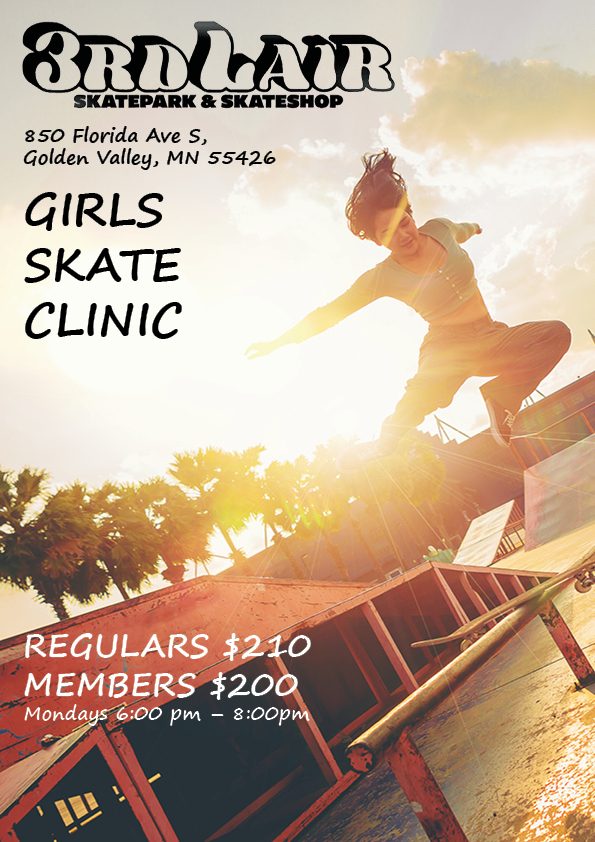 3RD LAIR
SKATEPARK & SKATESHOP
850 Florida Ave S,
Golden Valley, MN 55426
GIRLS
SKATE
CLINIC
REGULARS $210
MEMBERS $200
Mondays 6:00 pm – 8:00pm